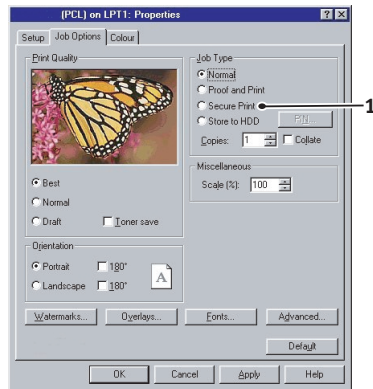 (PCL) on LPT1: Properties
Setup Job Options Colour
Print Quality
Best
Normal
Draft Toner save
Orientation
Portrait 180°
Landscape 180°
A
Job Type
Normal
Proof and Print
Secure Print
1
Store to HDD PIN...
Copies: 1 Collate
Miscellaneous
Scale (%): 100
Watermarks... Overlays... Fonts... Advanced...
Default
OK Cancel Apply Help